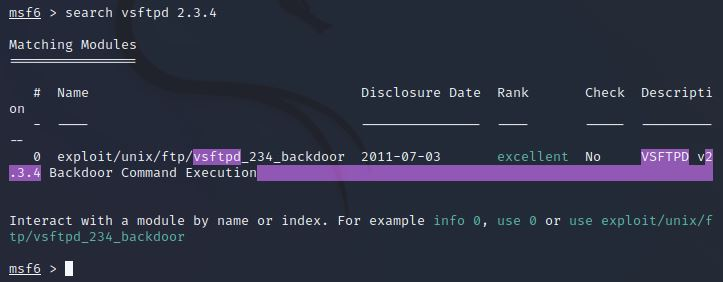 msf6 > search vsftpd 2.3.4
Matching Modules
================
# Name Disclosure Date Rank Check Descripti
on
- ---- --------------- ---- ----- ---------
--
0 exploit/unix/ftp/vsftpd_234_backdoor 2011-07-03 excellent No VSFTPD v2
.3.4 Backdoor Command Execution
Interact with a module by name or index. For example info 0, use 0 or use exploit/unix/f
tp/vsftpd_234_backdoor
msf6 >